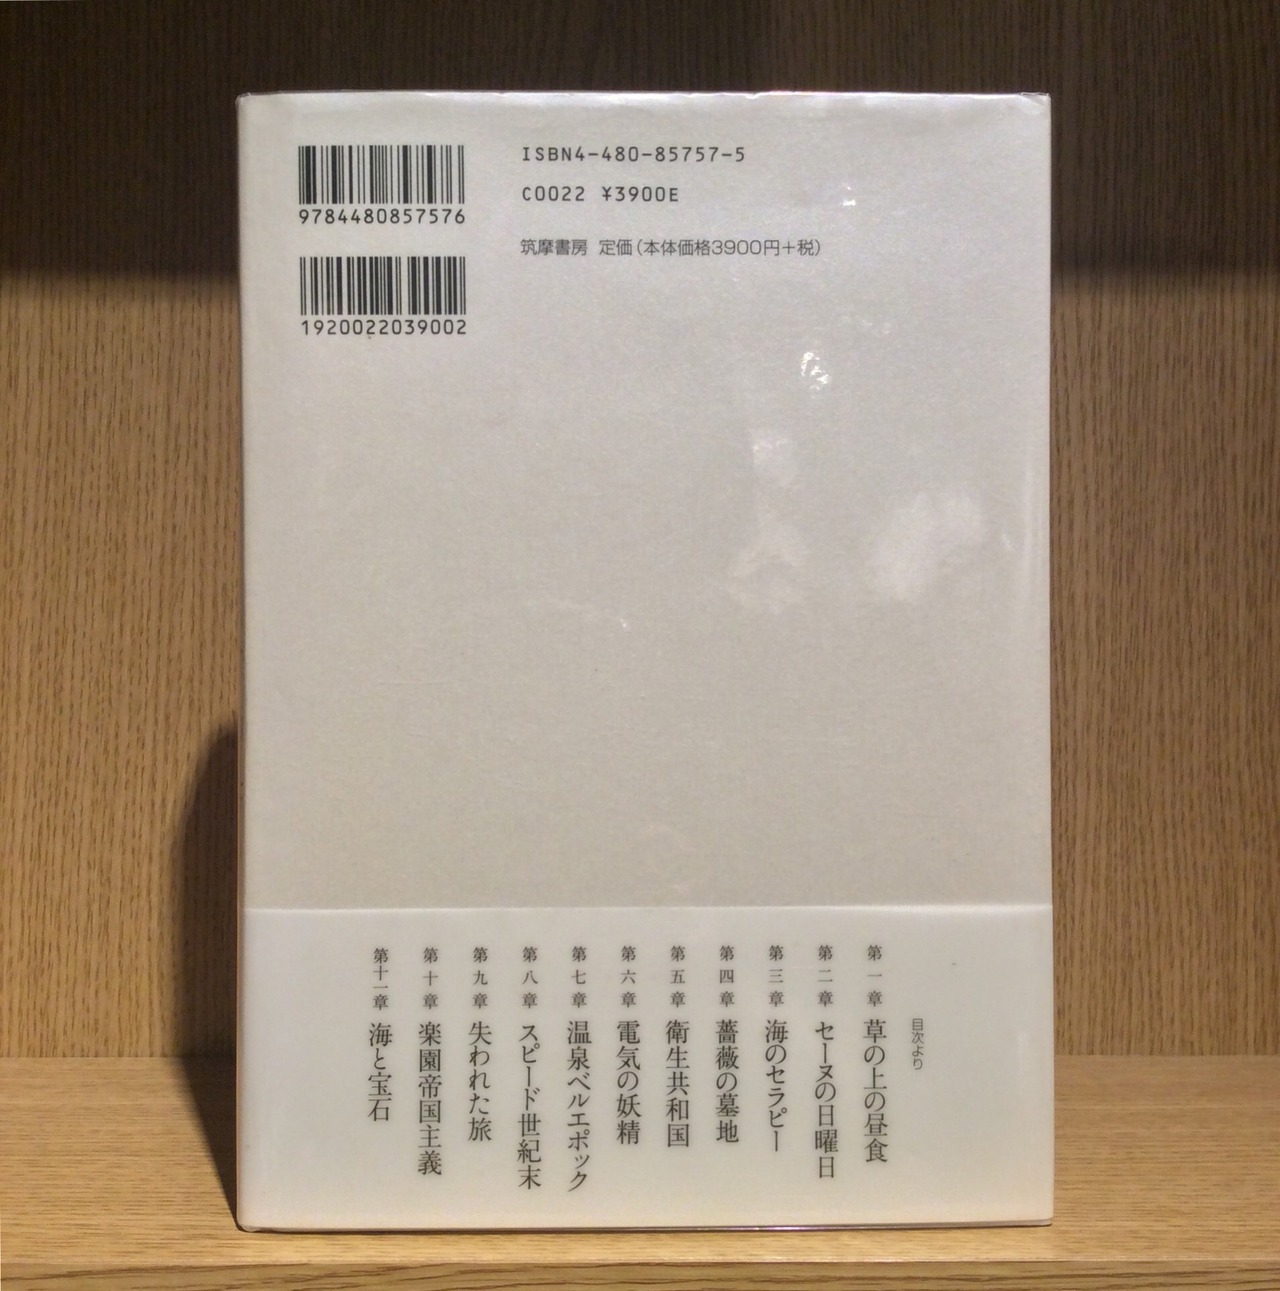 ISBN4-480-85757-5
C0022 ¥3900E
筑摩書房 定価(本体価格3900円+税)
9784480857576
1920022039002
目次より
第一章 草の上の昼食
第二章 セーヌの日曜日
第三章 海のセラピー
第四章 薔薇の墓地
第五章 衛生共和国
第六章 電気の妖精
第七章 温泉ベルエポック
第八章 スピード世紀末
第九章 失われた旅
第十章 楽園帝国主義
第十一章 海と宝石